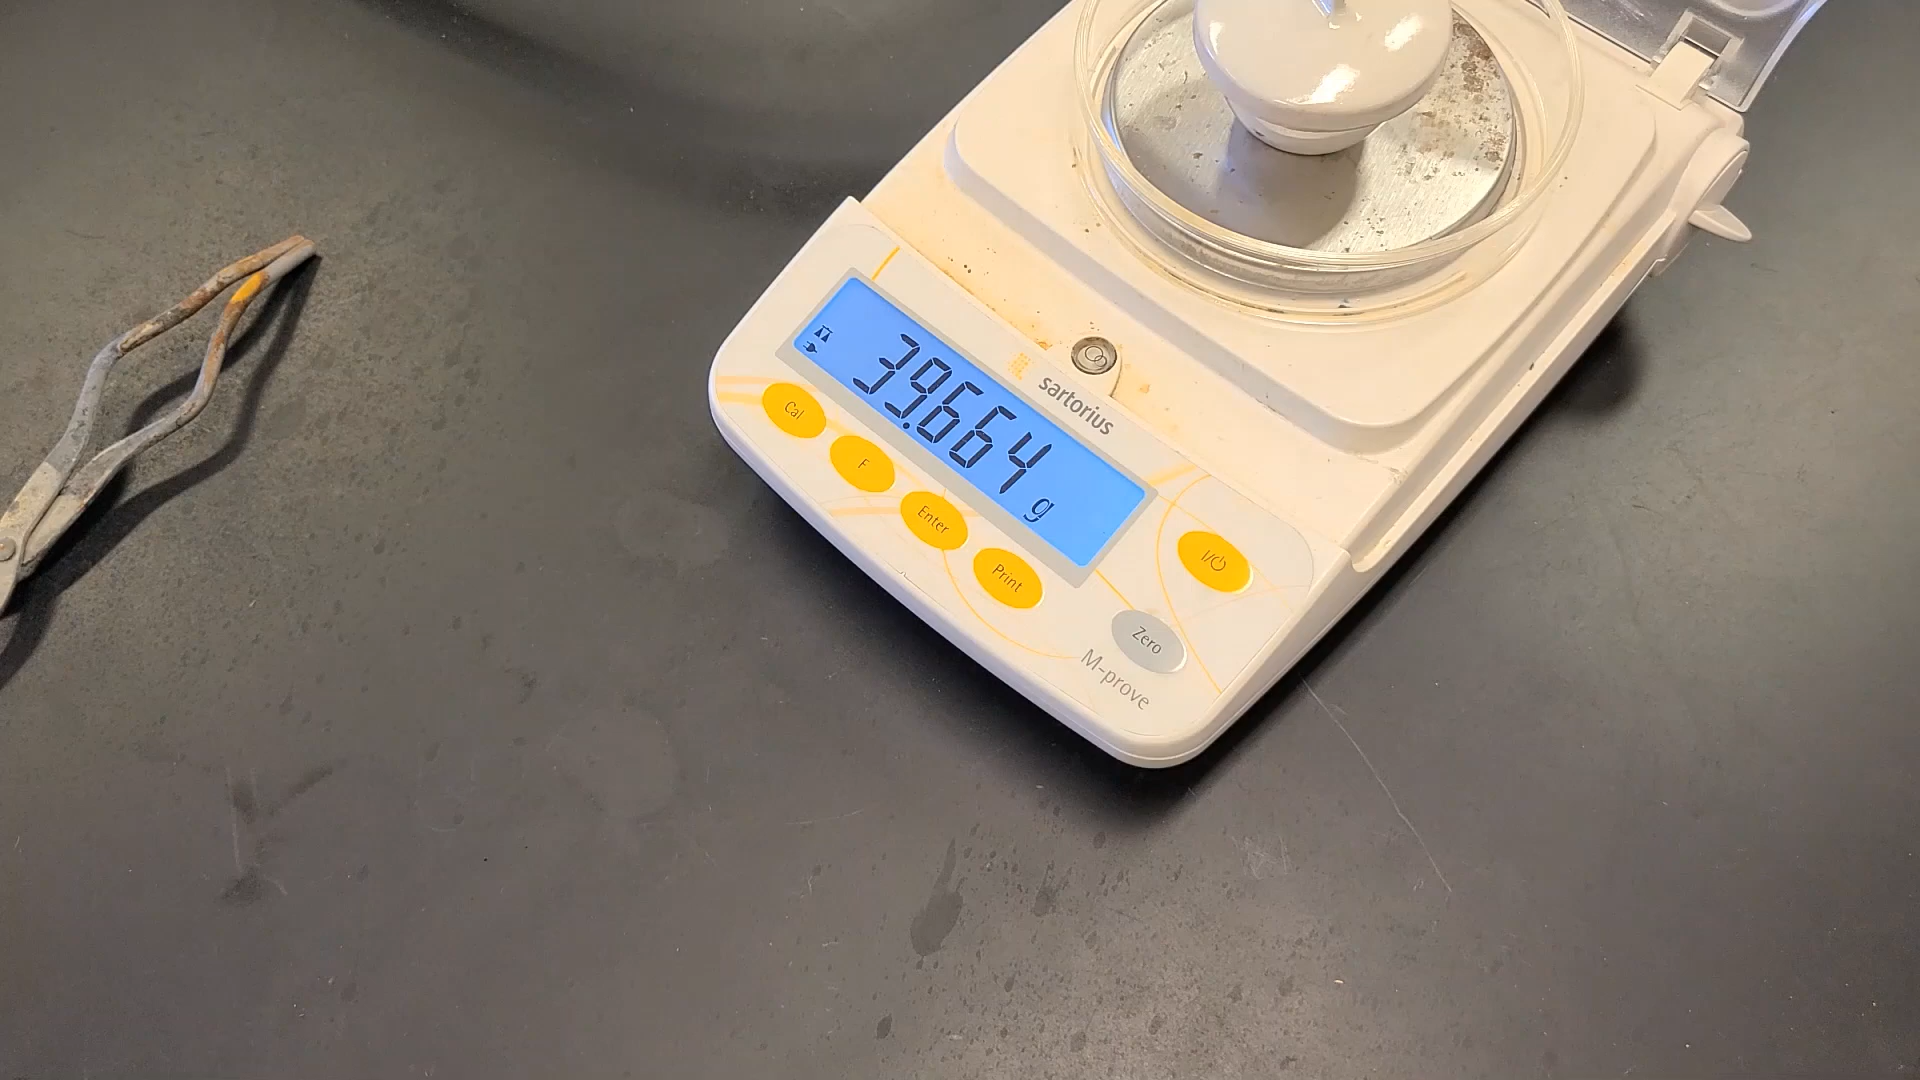 39.664 g
sartorius
Cal
F
Enter
Print
I/⏻
Zero
M-prove